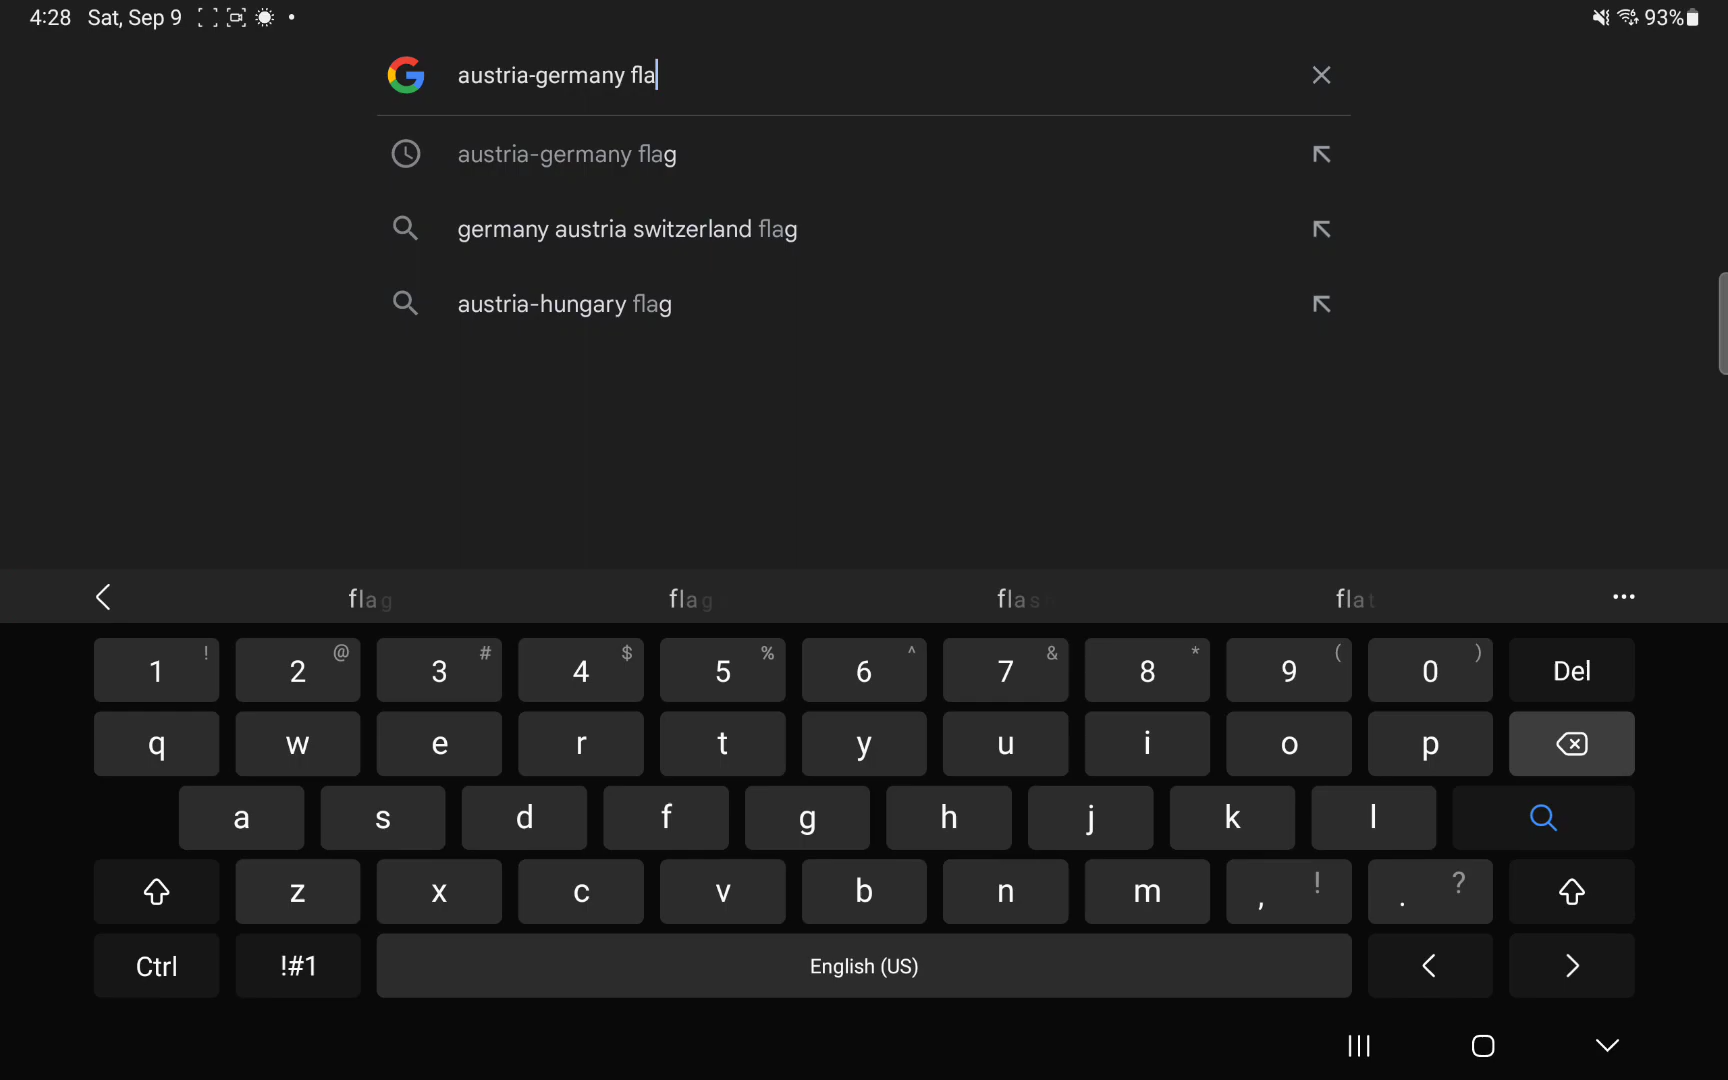 4:28 Sat, Sep 9 93%
austria-germany fla
austria-germany flag
germany austria switzerland flag
austria-hungary flag
flag flag flas flat
1 ! 2 @ 3 # 4 $ 5 % 6 ^ 7 & 8 * 9 ( 0 ) Del
q w e r t y u i o p
a s d f g h j k l
z x c v b n m , ! . ?
Ctrl !#1 English (US) < >